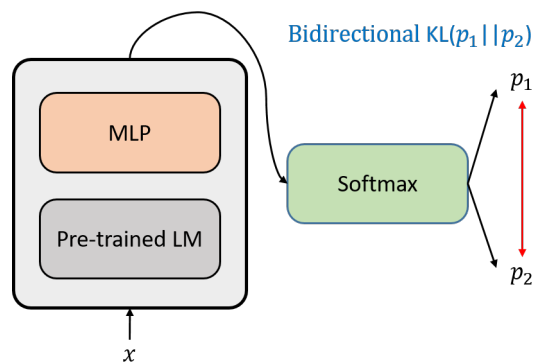 Bidirectional KL(𝑝₁||𝑝₂)
𝑝₁
MLP
Softmax
Pre-trained LM
𝑝₂
𝑥